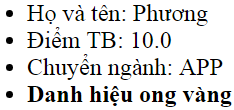 • Họ và tên: Phương
• Điểm TB: 10.0
• Chuyển ngành: APP
• Danh hiệu ong vàng